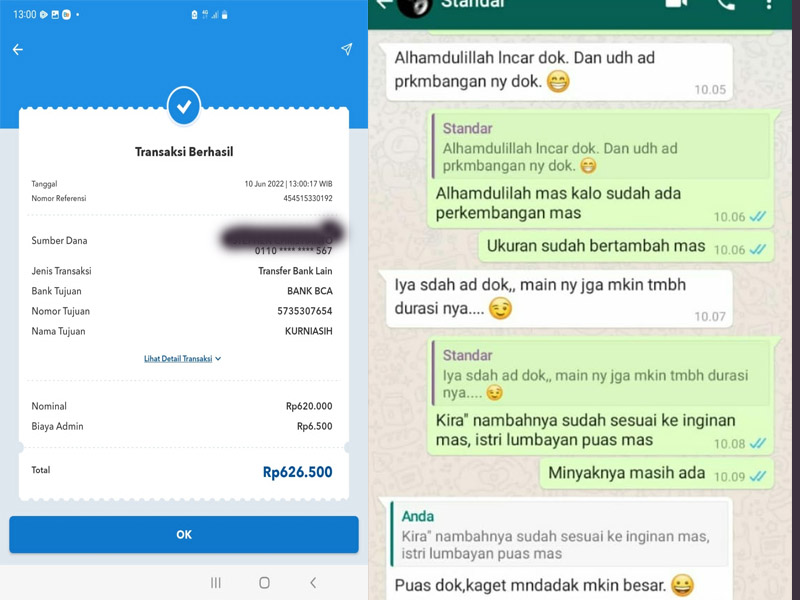 13:00
Transaksi Berhasil
Tanggal 10 Jun 2022 | 13:00:17 WIB
Nomor Referensi 454515330192
Sumber Dana
0110 **** **** 567
Jenis Transaksi Transfer Bank Lain
Bank Tujuan BANK BCA
Nomor Tujuan 5735307654
Nama Tujuan KURNIASIH
Lihat Detail Transaksi
Nominal Rp620.000
Biaya Admin Rp6.500
Total Rp626.500
OK
Standar
Alhamdulillah lncar dok. Dan udh ad
prkmbangan ny dok.
10.05
Standar
Alhamdulillah lncar dok. Dan udh ad
prkmbangan ny dok.
Alhamdulilah mas kalo sudah ada
perkembangan mas
10.06
Ukuran sudah bertambah mas 10.06
Iya sdah ad dok,, main ny jga mkin tmbh
durasi nya....
10.07
Standar
Iya sdah ad dok,, main ny jga mkin tmbh durasi
nya....
Kira" nambahnya sudah sesuai ke inginan
mas, istri lumbayan puas mas 10.08
Minyaknya masih ada 10.09
Anda
Kira" nambahnya sudah sesuai ke inginan mas,
istri lumbayan puas mas
Puas dok,kaget mndadak mkin besar.